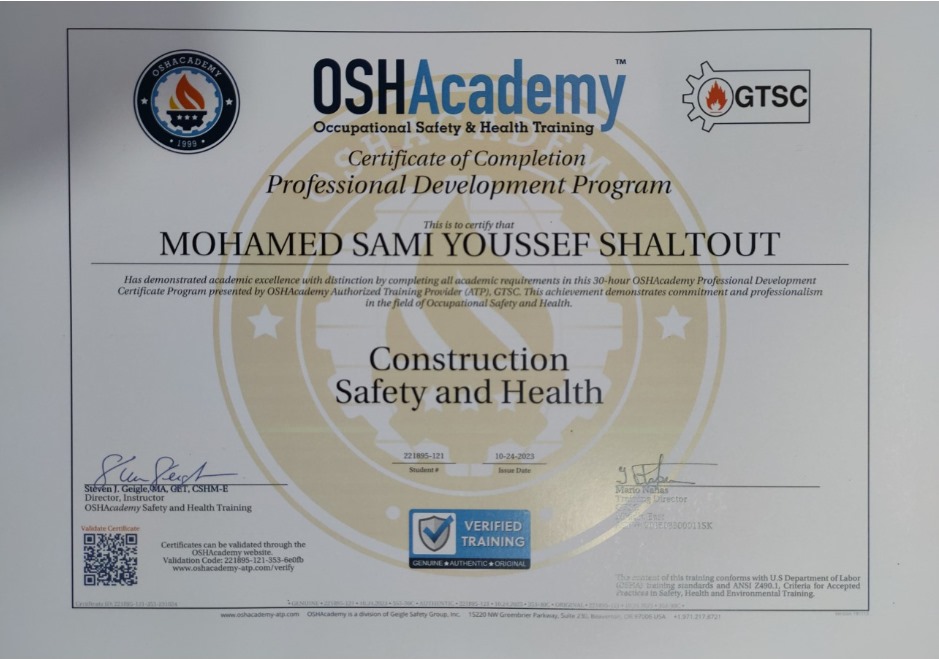 OSHACADEMY
• 1999 •
OSHAcademy™
Occupational Safety & Health Training
GTSC
Certificate of Completion
Professional Development Program
This is to certify that
MOHAMED SAMI YOUSSEF SHALTOUT
Has demonstrated academic excellence with distinction by completing all academic requirements in this 30-hour OSHAcademy Professional Development
Certificate Program presented by OSHAcademy Authorized Training Provider (ATP), GTSC. This achievement demonstrates commitment and professionalism
in the field of Occupational Safety and Health.
Construction
Safety and Health
221895-121
Student #
10-24-2023
Issue Date
Steven J. Geigle, MA, CET, CSHM-E
Director, Instructor
OSHAcademy Safety and Health Training
Mario Nahas
Training Director
Validate Certificate
Certificates can be validated through the
OSHAcademy website.
Validation Code: 221895-121-353-6e0fb
www.oshacademy-atp.com/verify
VERIFIED
TRAINING
GENUINE ★ AUTHENTIC ★ ORIGINAL
The content of this training conforms with U.S Department of Labor
(OSHA) training standards and ANSI Z490.1, Criteria for Accepted
Practices in Safety, Health and Environmental Training.
www.oshacademy-atp.com OSHAcademy is a division of Geigle Safety Group, Inc. 15220 NW Greenbrier Parkway, Suite 230, Beaverton, OR 97006 USA +1.971.217.8721